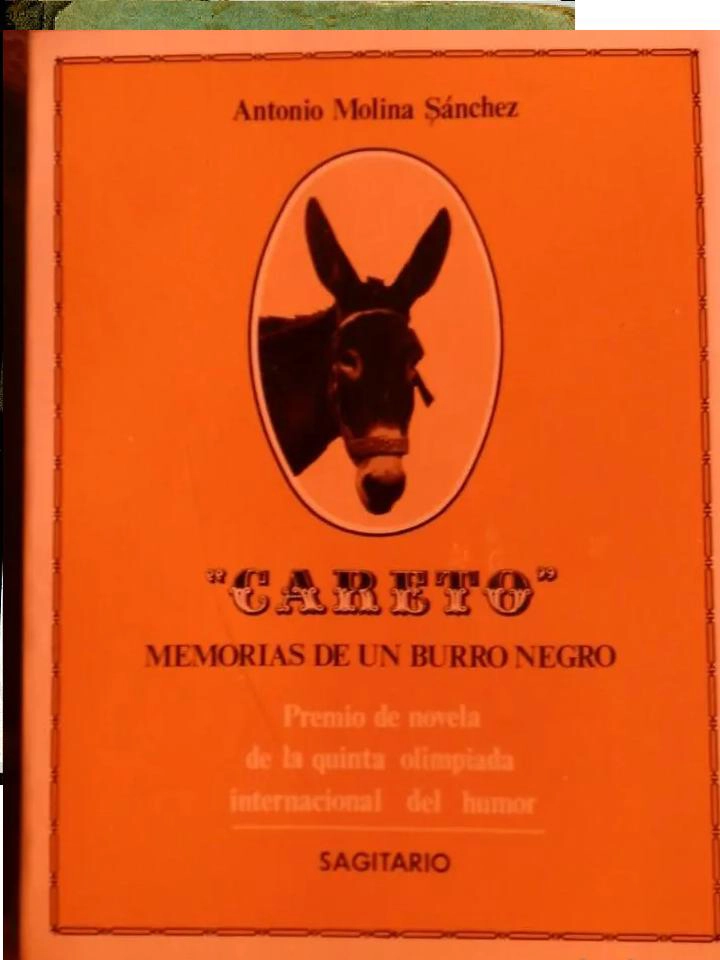 Antonio Molina Sánchez
"CARETO"
MEMORIAS DE UN BURRO NEGRO
Premio de novela
de la quinta olimpiada
internacional del humor
SAGITARIO